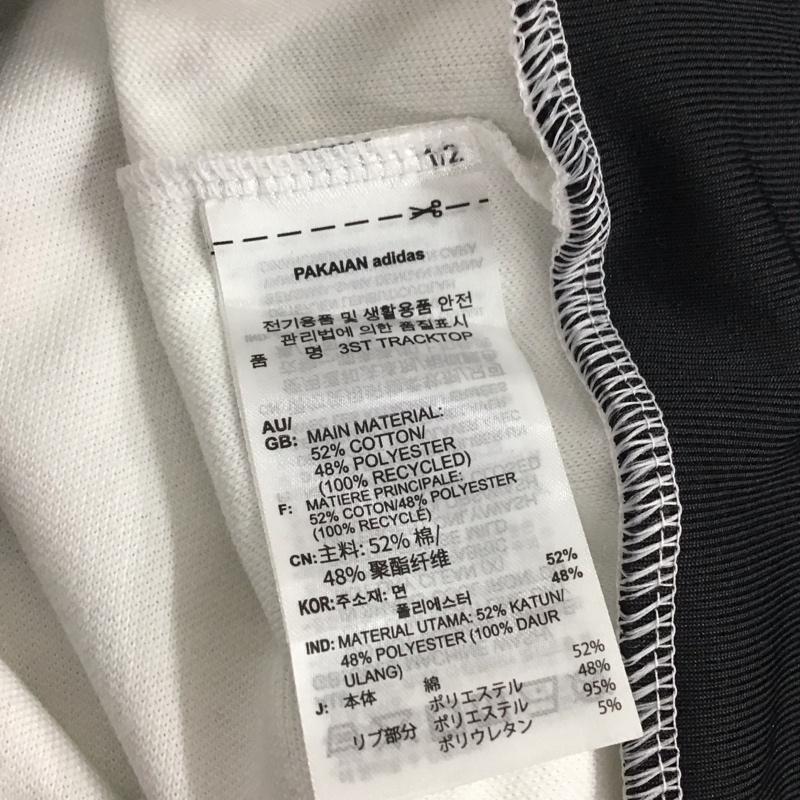 1/2.
PAKAIAN adidas
전기용품 및 생활용품 안전
관리법에 의한 품질표시
품 명 3ST TRACKTOP
AU/
GB: MAIN MATERIAL:
52% COTTON/
48% POLYESTER
(100% RECYCLED)
F: MATIERE PRINCIPALE:
52% COTON/48% POLYESTER
(100% RECYCLÉ)
CN: 主料: 52% 棉/
48% 聚酯纤维
KOR: 주소재: 면 52%
폴리에스터 48%
IND: MATERIAL UTAMA: 52% KATUN/
48% POLYESTER (100% DAUR
ULANG)
J: 本体 綿 52%
ポリエステル 48%
リブ部分 ポリエステル 95%
ポリウレタン 5%